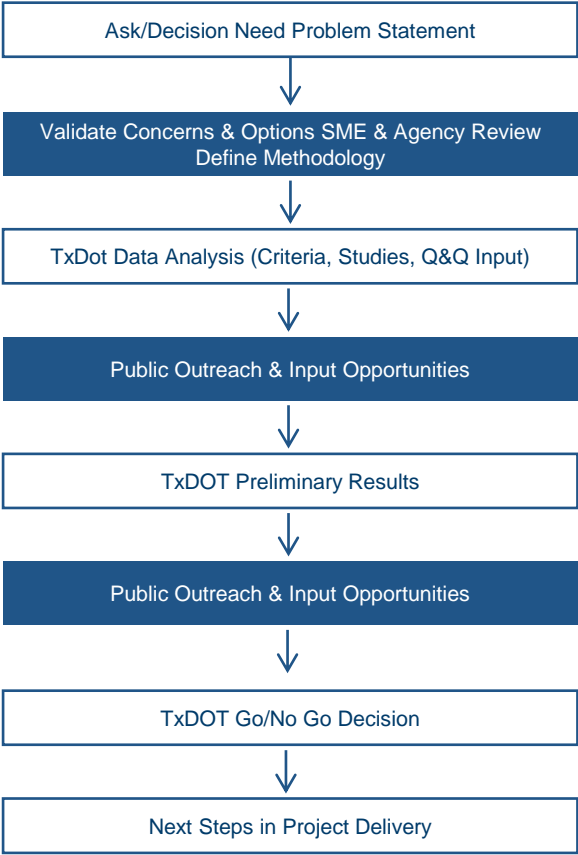 Ask/Decision Need Problem Statement
Validate Concerns & Options SME & Agency Review
Define Methodology
TxDot Data Analysis (Criteria, Studies, Q&Q Input)
Public Outreach & Input Opportunities
TxDOT Preliminary Results
Public Outreach & Input Opportunities
TxDOT Go/No Go Decision
Next Steps in Project Delivery